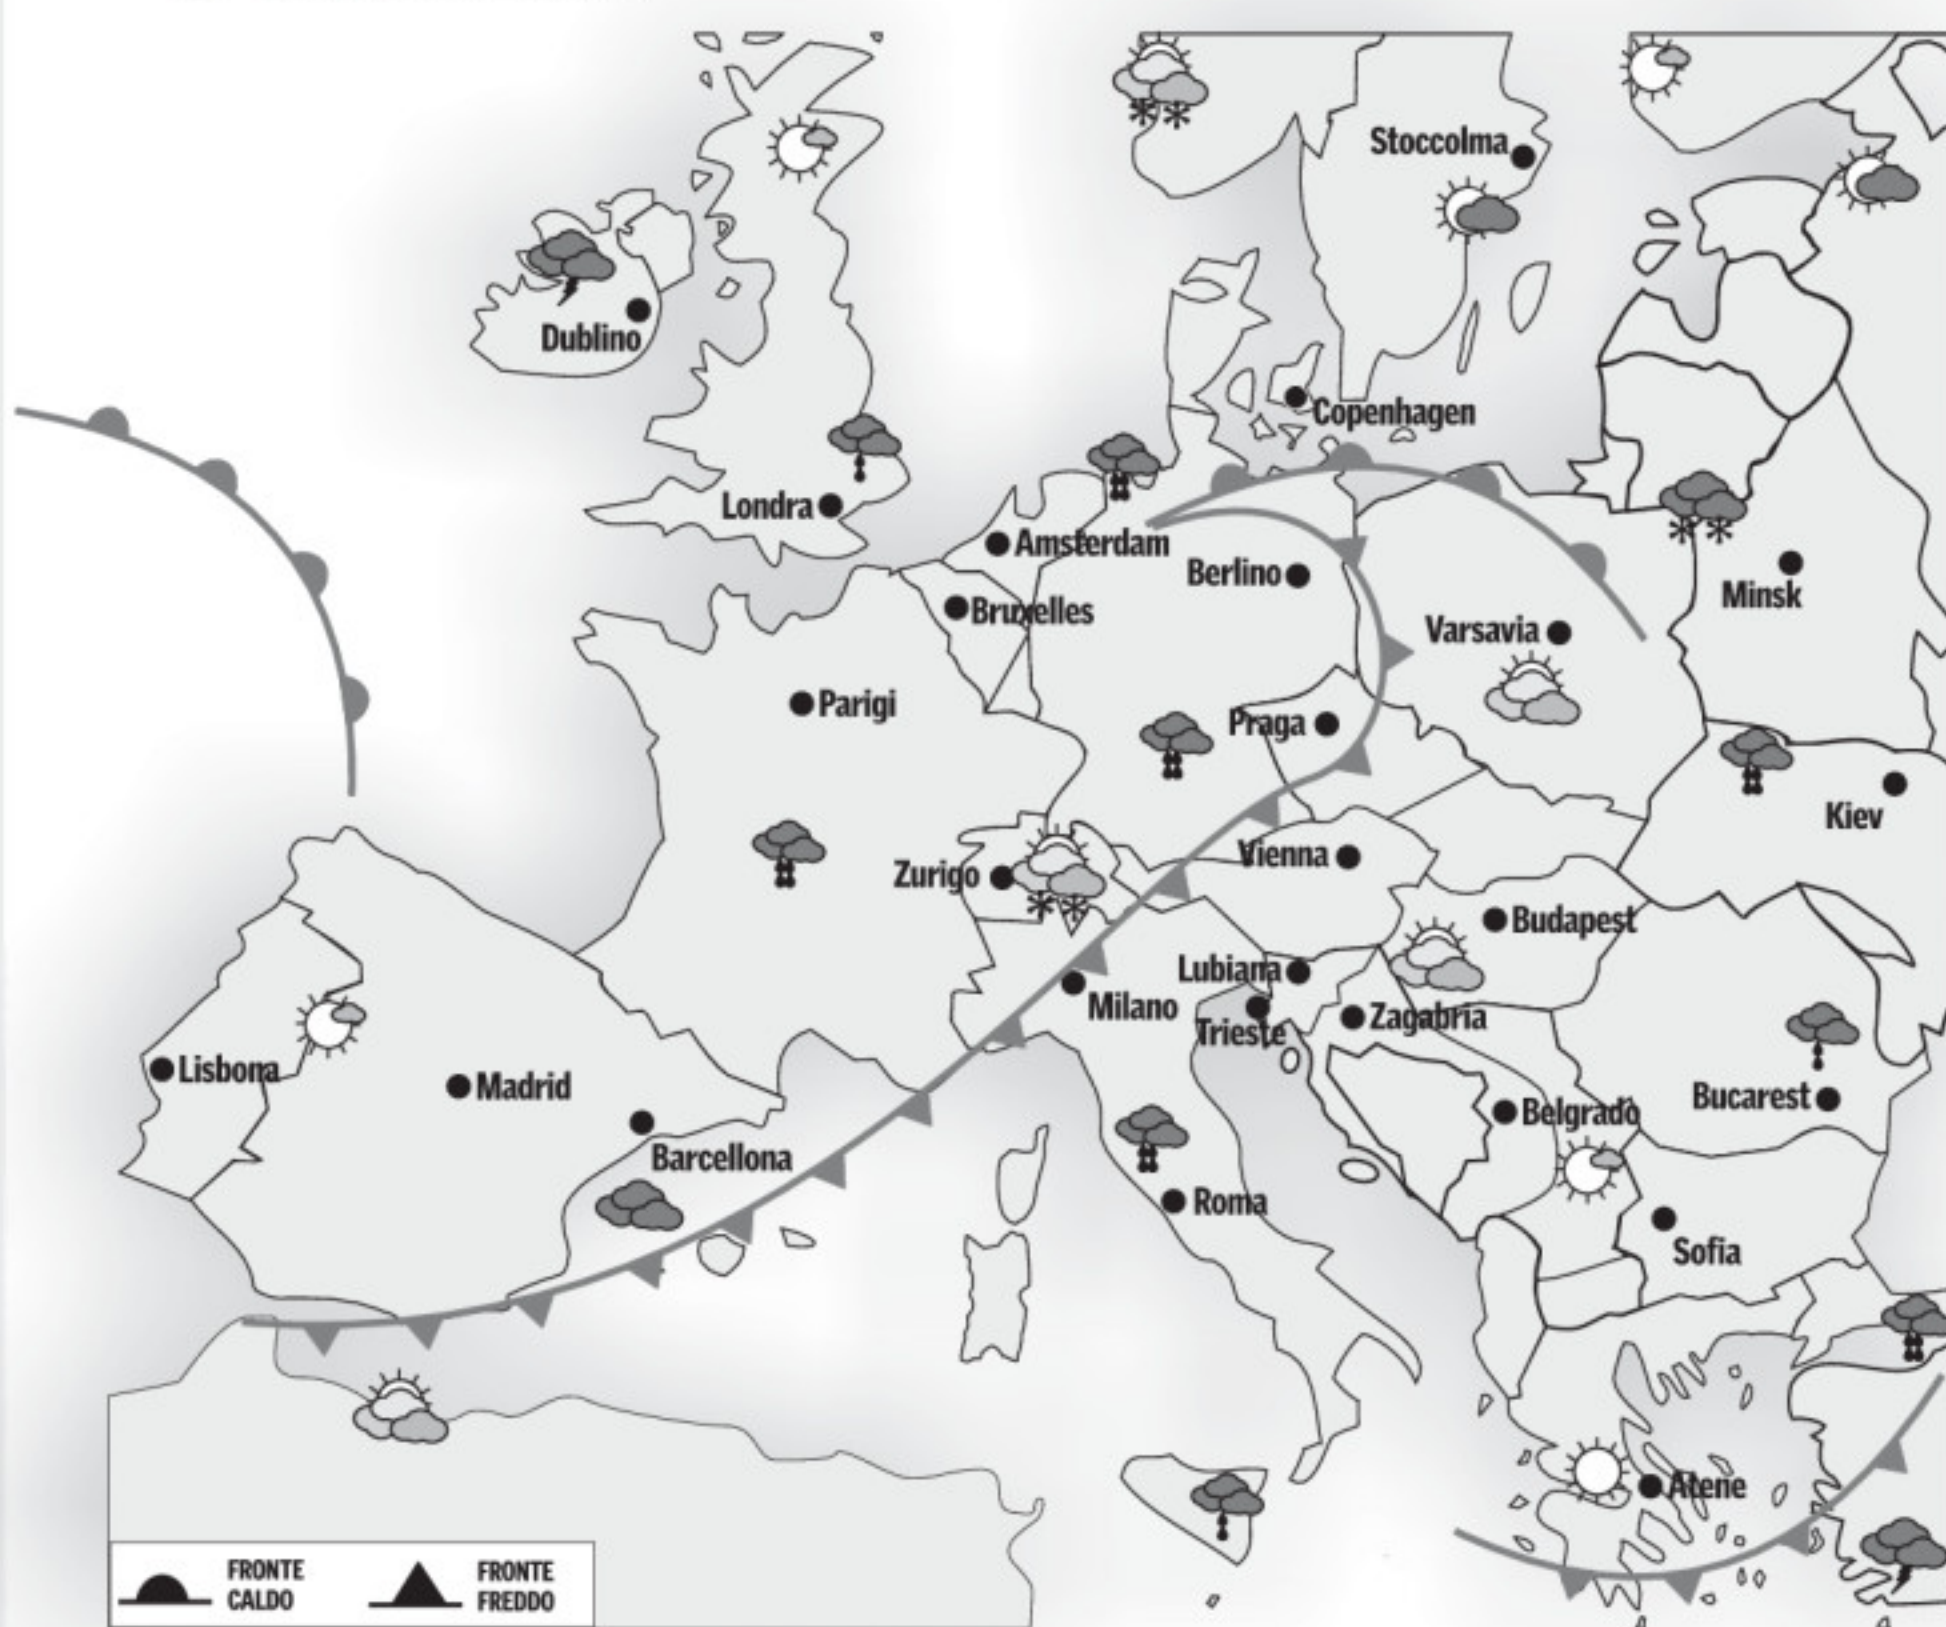 Stoccolma
Dublino
Copenhagen
Londra
Amsterdam
Berlino
Minsk
Bruxelles
Varsavia
Parigi
Praga
Kiev
Vienna
Zurigo
Budapest
Lubiana
Milano
Zagabria
Trieste
Lisbona
Madrid
Bucarest
Belgrado
Barcellona
Roma
Sofia
Atene
FRONTE
CALDO
FRONTE
FREDDO